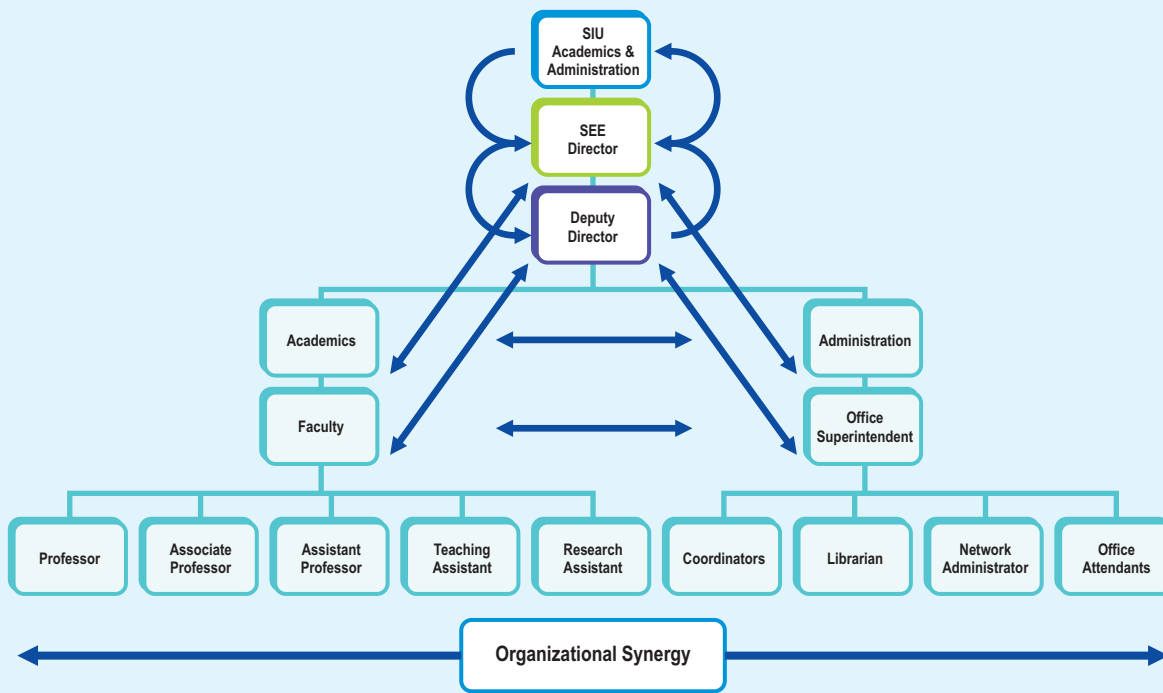 SIU
Academics &
Administration
SEE
Director
Deputy
Director
Academics
Administration
Faculty
Office
Superintendent
Professor
Associate
Professor
Assistant
Professor
Teaching
Assistant
Research
Assistant
Coordinators
Librarian
Network
Administrator
Office
Attendants
Organizational Synergy